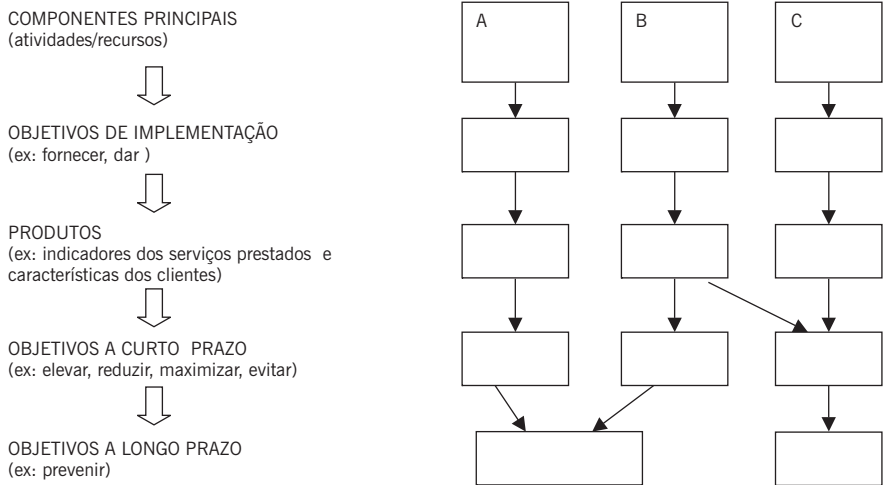 COMPONENTES PRINCIPAIS
(atividades/recursos)
OBJETIVOS DE IMPLEMENTAÇÃO
(ex: fornecer, dar )
PRODUTOS
(ex: indicadores dos serviços prestados e
características dos clientes)
OBJETIVOS A CURTO PRAZO
(ex: elevar, reduzir, maximizar, evitar)
OBJETIVOS A LONGO PRAZO
(ex: prevenir)
A
B
C